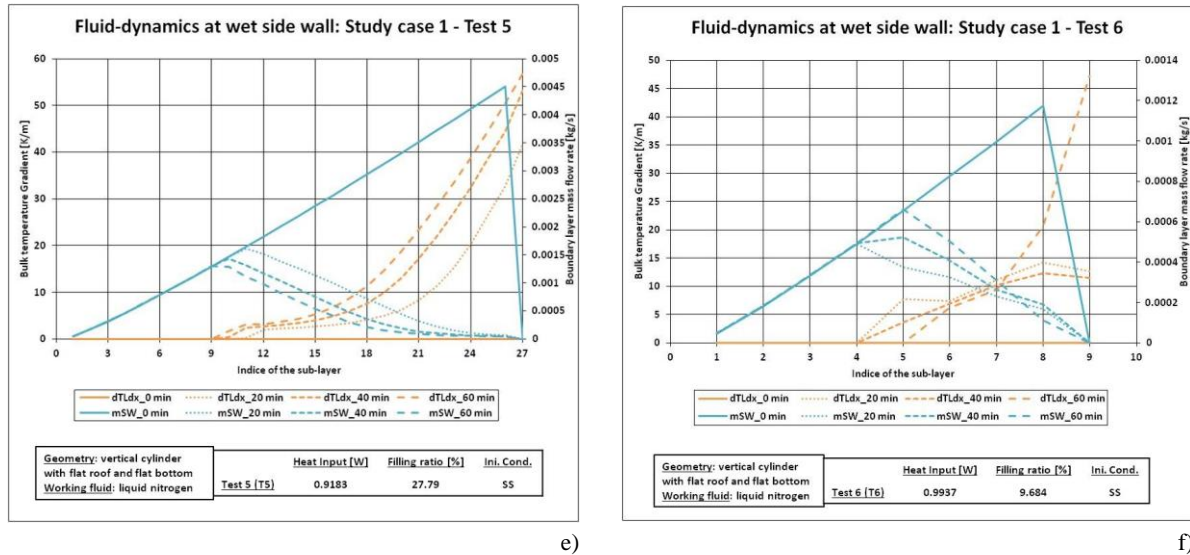 Fluid-dynamics at wet side wall: Study case 1 - Test 5
60
50
40
30
20
10
0
Bulk temperature Gradient [K/m]
0.005
0.0045
0.004
0.0035
0.003
0.0025
0.002
0.0015
0.001
0.0005
0
Boundary layer mass flow rate [kg/s]
0 3 6 9 12 15 18 21 24 27
Indice of the sub-layer
dTLdx_0 min dTLdx_20 min dTLdx_40 min dTLdx_60 min
mSW_0 min mSW_20 min mSW_40 min mSW_60 min
Geometry: vertical cylinder
with flat roof and flat bottom
Working fluid: liquid nitrogen
Heat Input [W] Filling ratio [%] Ini. Cond.
Test 5 (T5) 0.9183 27.79 SS
e)
Fluid-dynamics at wet side wall: Study case 1 - Test 6
50
45
40
35
30
25
20
15
10
5
0
Bulk temperature Gradient [K/m]
0.0014
0.0012
0.001
0.0008
0.0006
0.0004
0.0002
0
Boundary layer mass flow rate [kg/s]
0 1 2 3 4 5 6 7 8 9 10
Indice of the sub-layer
dTLdx_0 min dTLdx_20 min dTLdx_40 min dTLdx_60 min
mSW_0 min mSW_20 min mSW_40 min mSW_60 min
Geometry: vertical cylinder
with flat roof and flat bottom
Working fluid: liquid nitrogen
Heat Input [W] Filling ratio [%] Ini. Cond.
Test 6 (T6) 0.9937 9.684 SS
f)